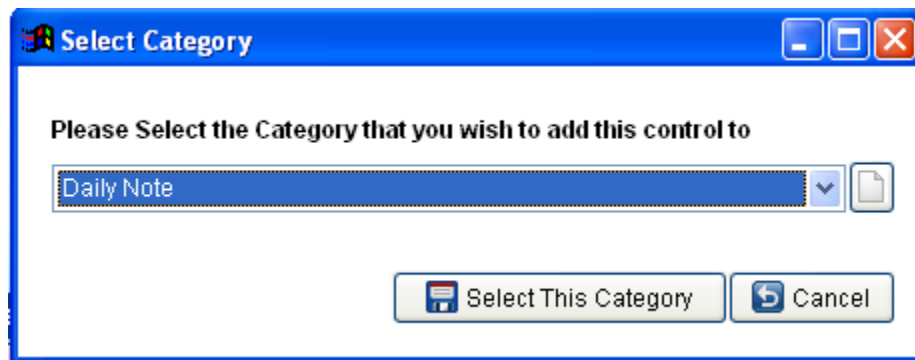 Select Category
Please Select the Category that you wish to add this control to
Daily Note
Select This Category
Cancel